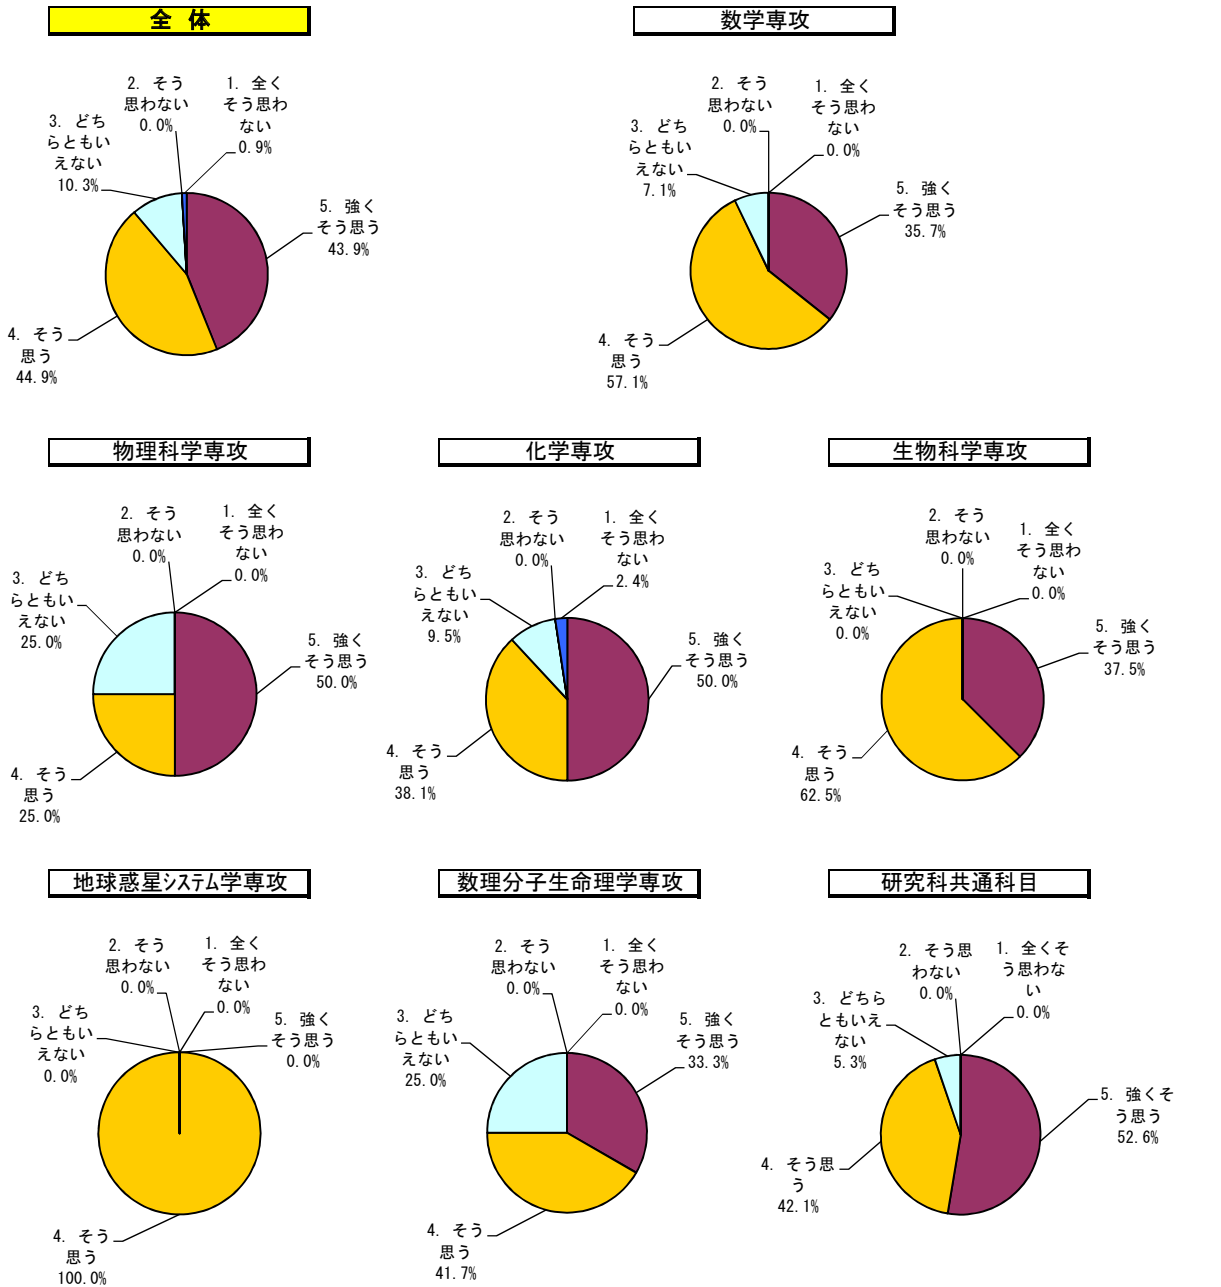 全 体
2. そう
思わない
0.0%
1. 全く
そう思わ
ない
0.9%
3. どち
らともい
えない
10.3%
5. 強く
そう思う
43.9%
4. そう
思う
44.9%
数学専攻
2. そう
思わない
0.0%
1. 全く
そう思わ
ない
0.0%
3. どち
らともい
えない
7.1%
5. 強く
そう思う
35.7%
4. そう
思う
57.1%
物理科学専攻
2. そう
思わない
0.0%
1. 全く
そう思わ
ない
0.0%
3. どち
らともい
えない
25.0%
5. 強く
そう思う
50.0%
4. そう
思う
25.0%
化学専攻
2. そう
思わない
0.0%
1. 全く
そう思わ
ない
2.4%
3. どち
らともい
えない
9.5%
5. 強く
そう思う
50.0%
4. そう
思う
38.1%
生物科学専攻
2. そう
思わない
0.0%
1. 全く
そう思わ
ない
0.0%
3. どち
らともい
えない
0.0%
5. 強く
そう思う
37.5%
4. そう
思う
62.5%
地球惑星システム学専攻
2. そう
思わない
0.0%
1. 全く
そう思わ
ない
0.0%
3. どち
らともい
えない
0.0%
5. 強く
そう思う
0.0%
4. そう
思う
100.0%
数理分子生命理学専攻
2. そう
思わない
0.0%
1. 全く
そう思わ
ない
0.0%
3. どち
らともい
えない
25.0%
5. 強く
そう思う
33.3%
4. そう
思う
41.7%
研究科共通科目
2. そう思
わない
0.0%
1. 全くそ
う思わな
い
0.0%
3. どちら
ともいえ
ない
5.3%
5. 強くそ
う思う
52.6%
4. そう思
う
42.1%